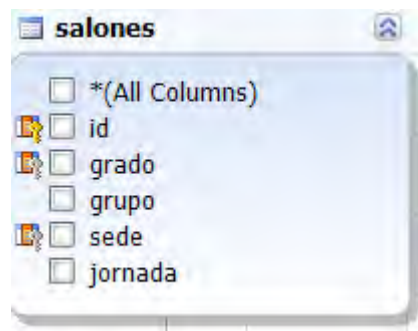 salones
*(All Columns)
id
grado
grupo
sede
jornada